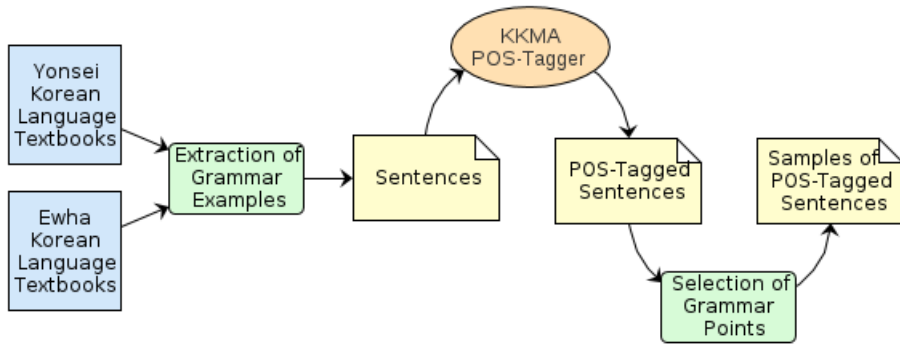 Yonsei
Korean
Language
Textbooks
Ewha
Korean
Language
Textbooks
Extraction of
Grammar
Examples
Sentences
KKMA
POS-Tagger
POS-Tagged
Sentences
Selection of
Grammar
Points
Samples of
POS-Tagged
Sentences